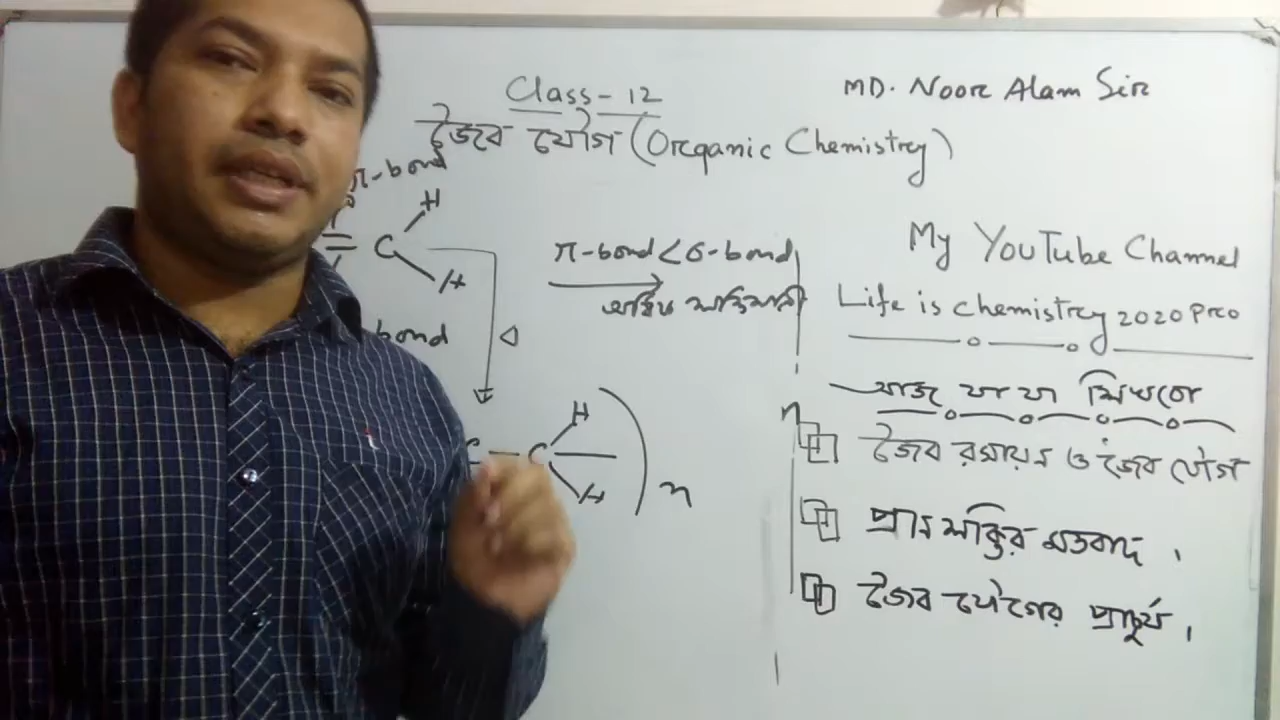 Class-12
MD. Noor Alam Sir
জৈব যৌগ (Organic Chemistry)
π-bond
H
C
H
π-bond < σ-bond
My YouTube Channel
Life is Chemistry 2020 Pro
bond
Δ
আজ যা যা শিখবো
H
C
H
n
n
জৈব রসায়ন ও জৈব যৌগ
প্রাণশক্তির মতবাদ ।
জৈব যৌগের প্রাচুর্য ।